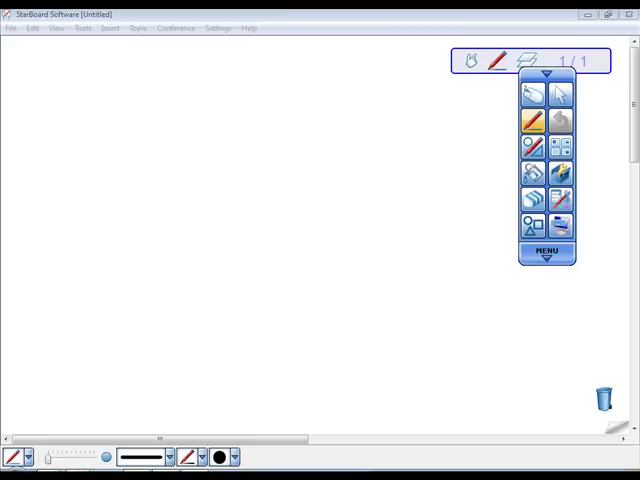 StarBoard Software [Untitled]
File Edit View Tools Insert Topic Conference Settings Help
1 / 1
MENU